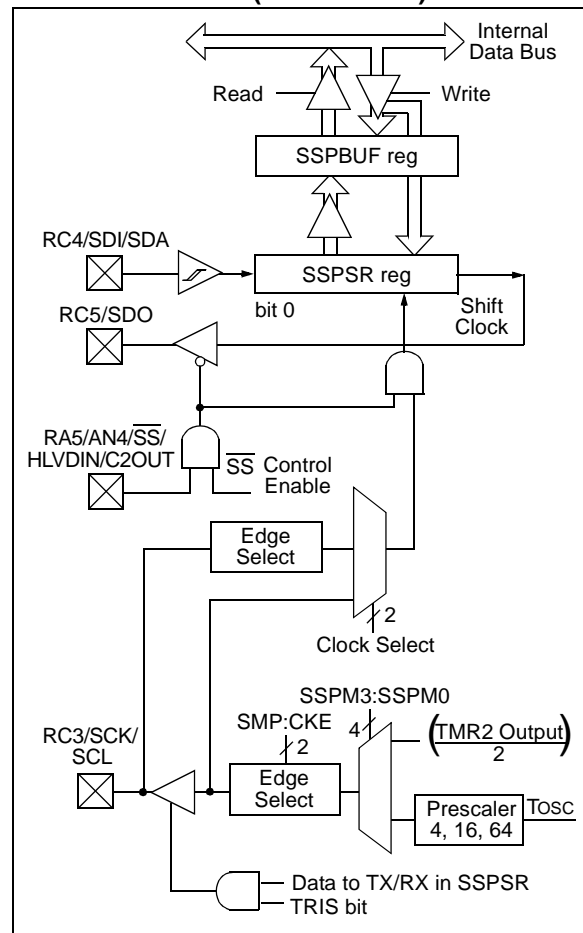 Internal
Data Bus
Read
Write
SSPBUF reg
RC4/SDI/SDA
SSPSR reg
bit 0
Shift
Clock
RC5/SDO
RA5/AN4/SS/
HLVDIN/C2OUT
SS Control
Enable
Edge
Select
2
Clock Select
SSPM3:SSPM0
SMP:CKE
4
(TMR2 Output)
2
2
RC3/SCK/
SCL
Edge
Select
Prescaler
4, 16, 64
TOSC
Data to TX/RX in SSPSR
TRIS bit